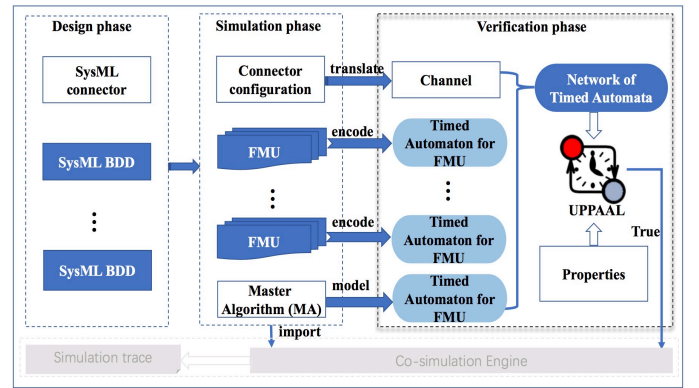 Design phase
SysML
connector
SysML BDD
SysML BDD
Simulation phase
Connector
configuration
FMU
FMU
Master
Algorithm (MA)
translate
encode
encode
model
import
Verification phase
Channel
Timed
Automaton for
FMU
Timed
Automaton for
FMU
Timed
Automaton for
FMU
Network of
Timed Automata
UPPAAL
True
Properties
Simulation trace
Co-simulation Engine